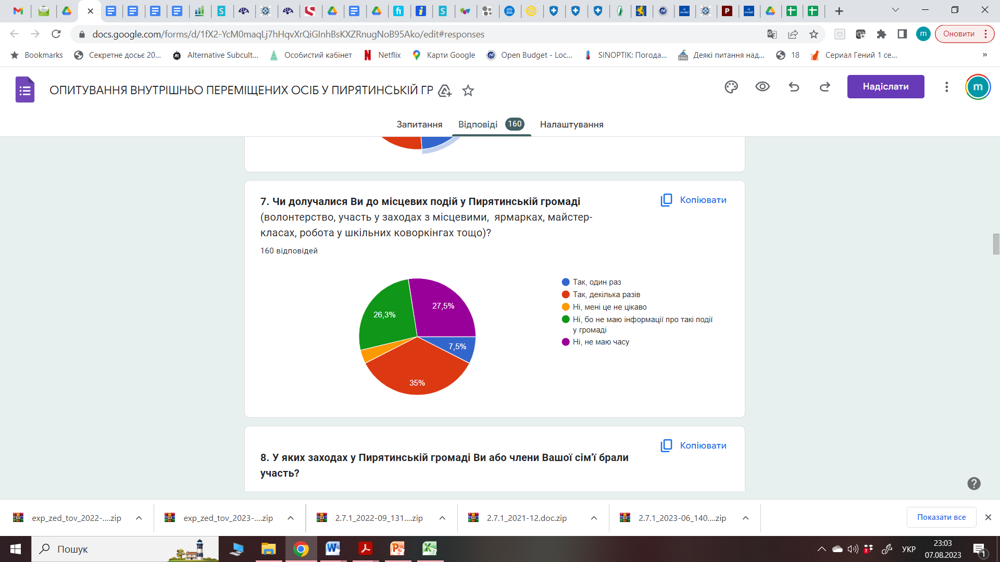 docs.google.com/forms/d/1fX2-YcM0maqLj7hHqvXrQiGlnhBsKXZRnugNoB95Ako/edit#responses
m
Оновити
Bookmarks
Секретне досьє 20...
Alternative Subcult...
Особистий кабінет
Netflix
Карти Google
Open Budget - Loc...
SINOPTIK: Погода...
Деякі питання над...
18
Сериал Гений 1 се...
»
ОПИТУВАННЯ ВНУТРІШНЬО ПЕРЕМІЩЕНИХ ОСІБ У ПИРЯТИНСЬКІЙ ГР
Надіслати
m
Запитання
Відповіді 160
Налаштування
7. Чи долучалися Ви до місцевих подій у Пирятинській громаді
(волонтерство, участь у заходах з місцевими, ярмарках, майстер-
класах, робота у шкільних коворкінгах тощо)?
Копіювати
160 відповідей
27,5%
26,3%
7,5%
35%
Так, один раз
Так, декілька разів
Ні, мені це не цікаво
Ні, бо не маю інформації про такі події
у громаді
Ні, не маю часу
Копіювати
8. У яких заходах у Пирятинській громаді Ви або члени Вашої сім'ї брали
участь?
exp_zed_tov_2022-....zip
exp_zed_tov_2023-....zip
2.7.1_2022-09_131....zip
2.7.1_2021-12.doc.zip
2.7.1_2023-06_140....zip
Показати все
Пошук
УКР
23:03
07.08.2023
1